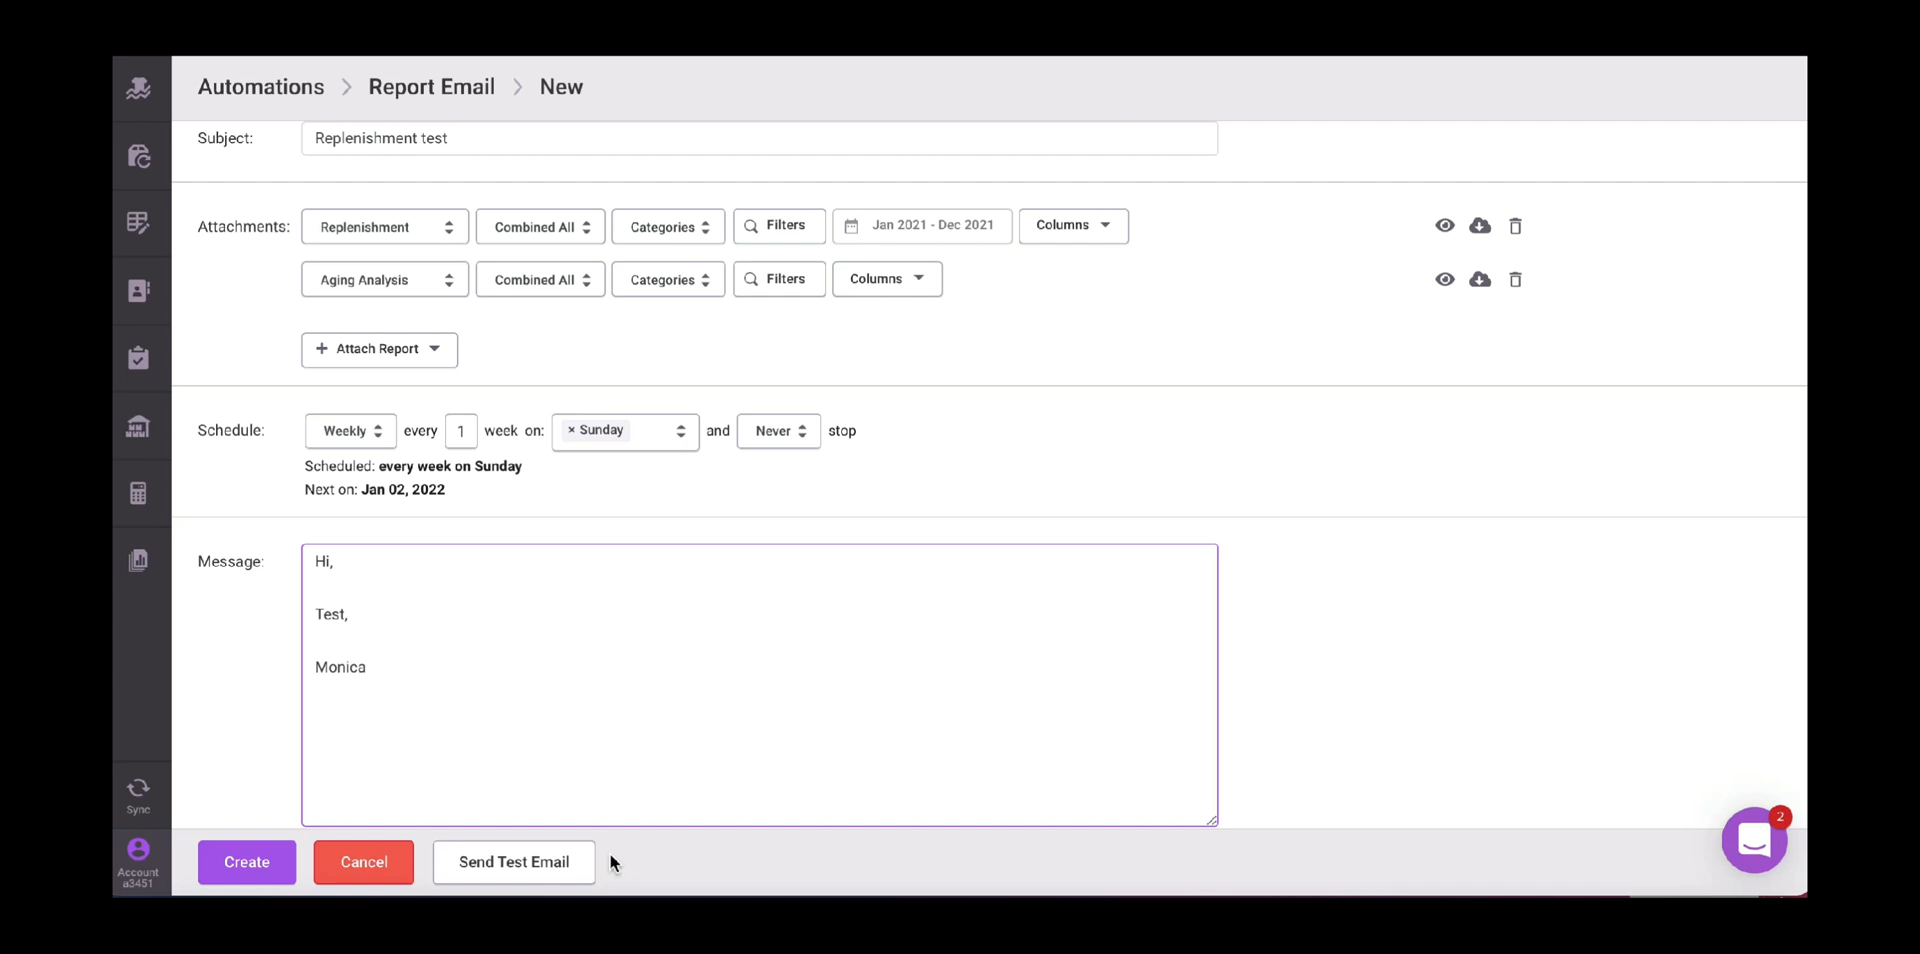 Automations > Report Email > New
Subject: Replenishment test
Attachments: Replenishment Combined All Categories Filters Jan 2021 - Dec 2021 Columns
Aging Analysis Combined All Categories Filters Columns
+ Attach Report
Schedule: Weekly every 1 week on: × Sunday and Never stop
Scheduled: every week on Sunday
Next on: Jan 02, 2022
Message: Hi,
Test,
Monica
Sync
2
Create Cancel Send Test Email
Account
a3451